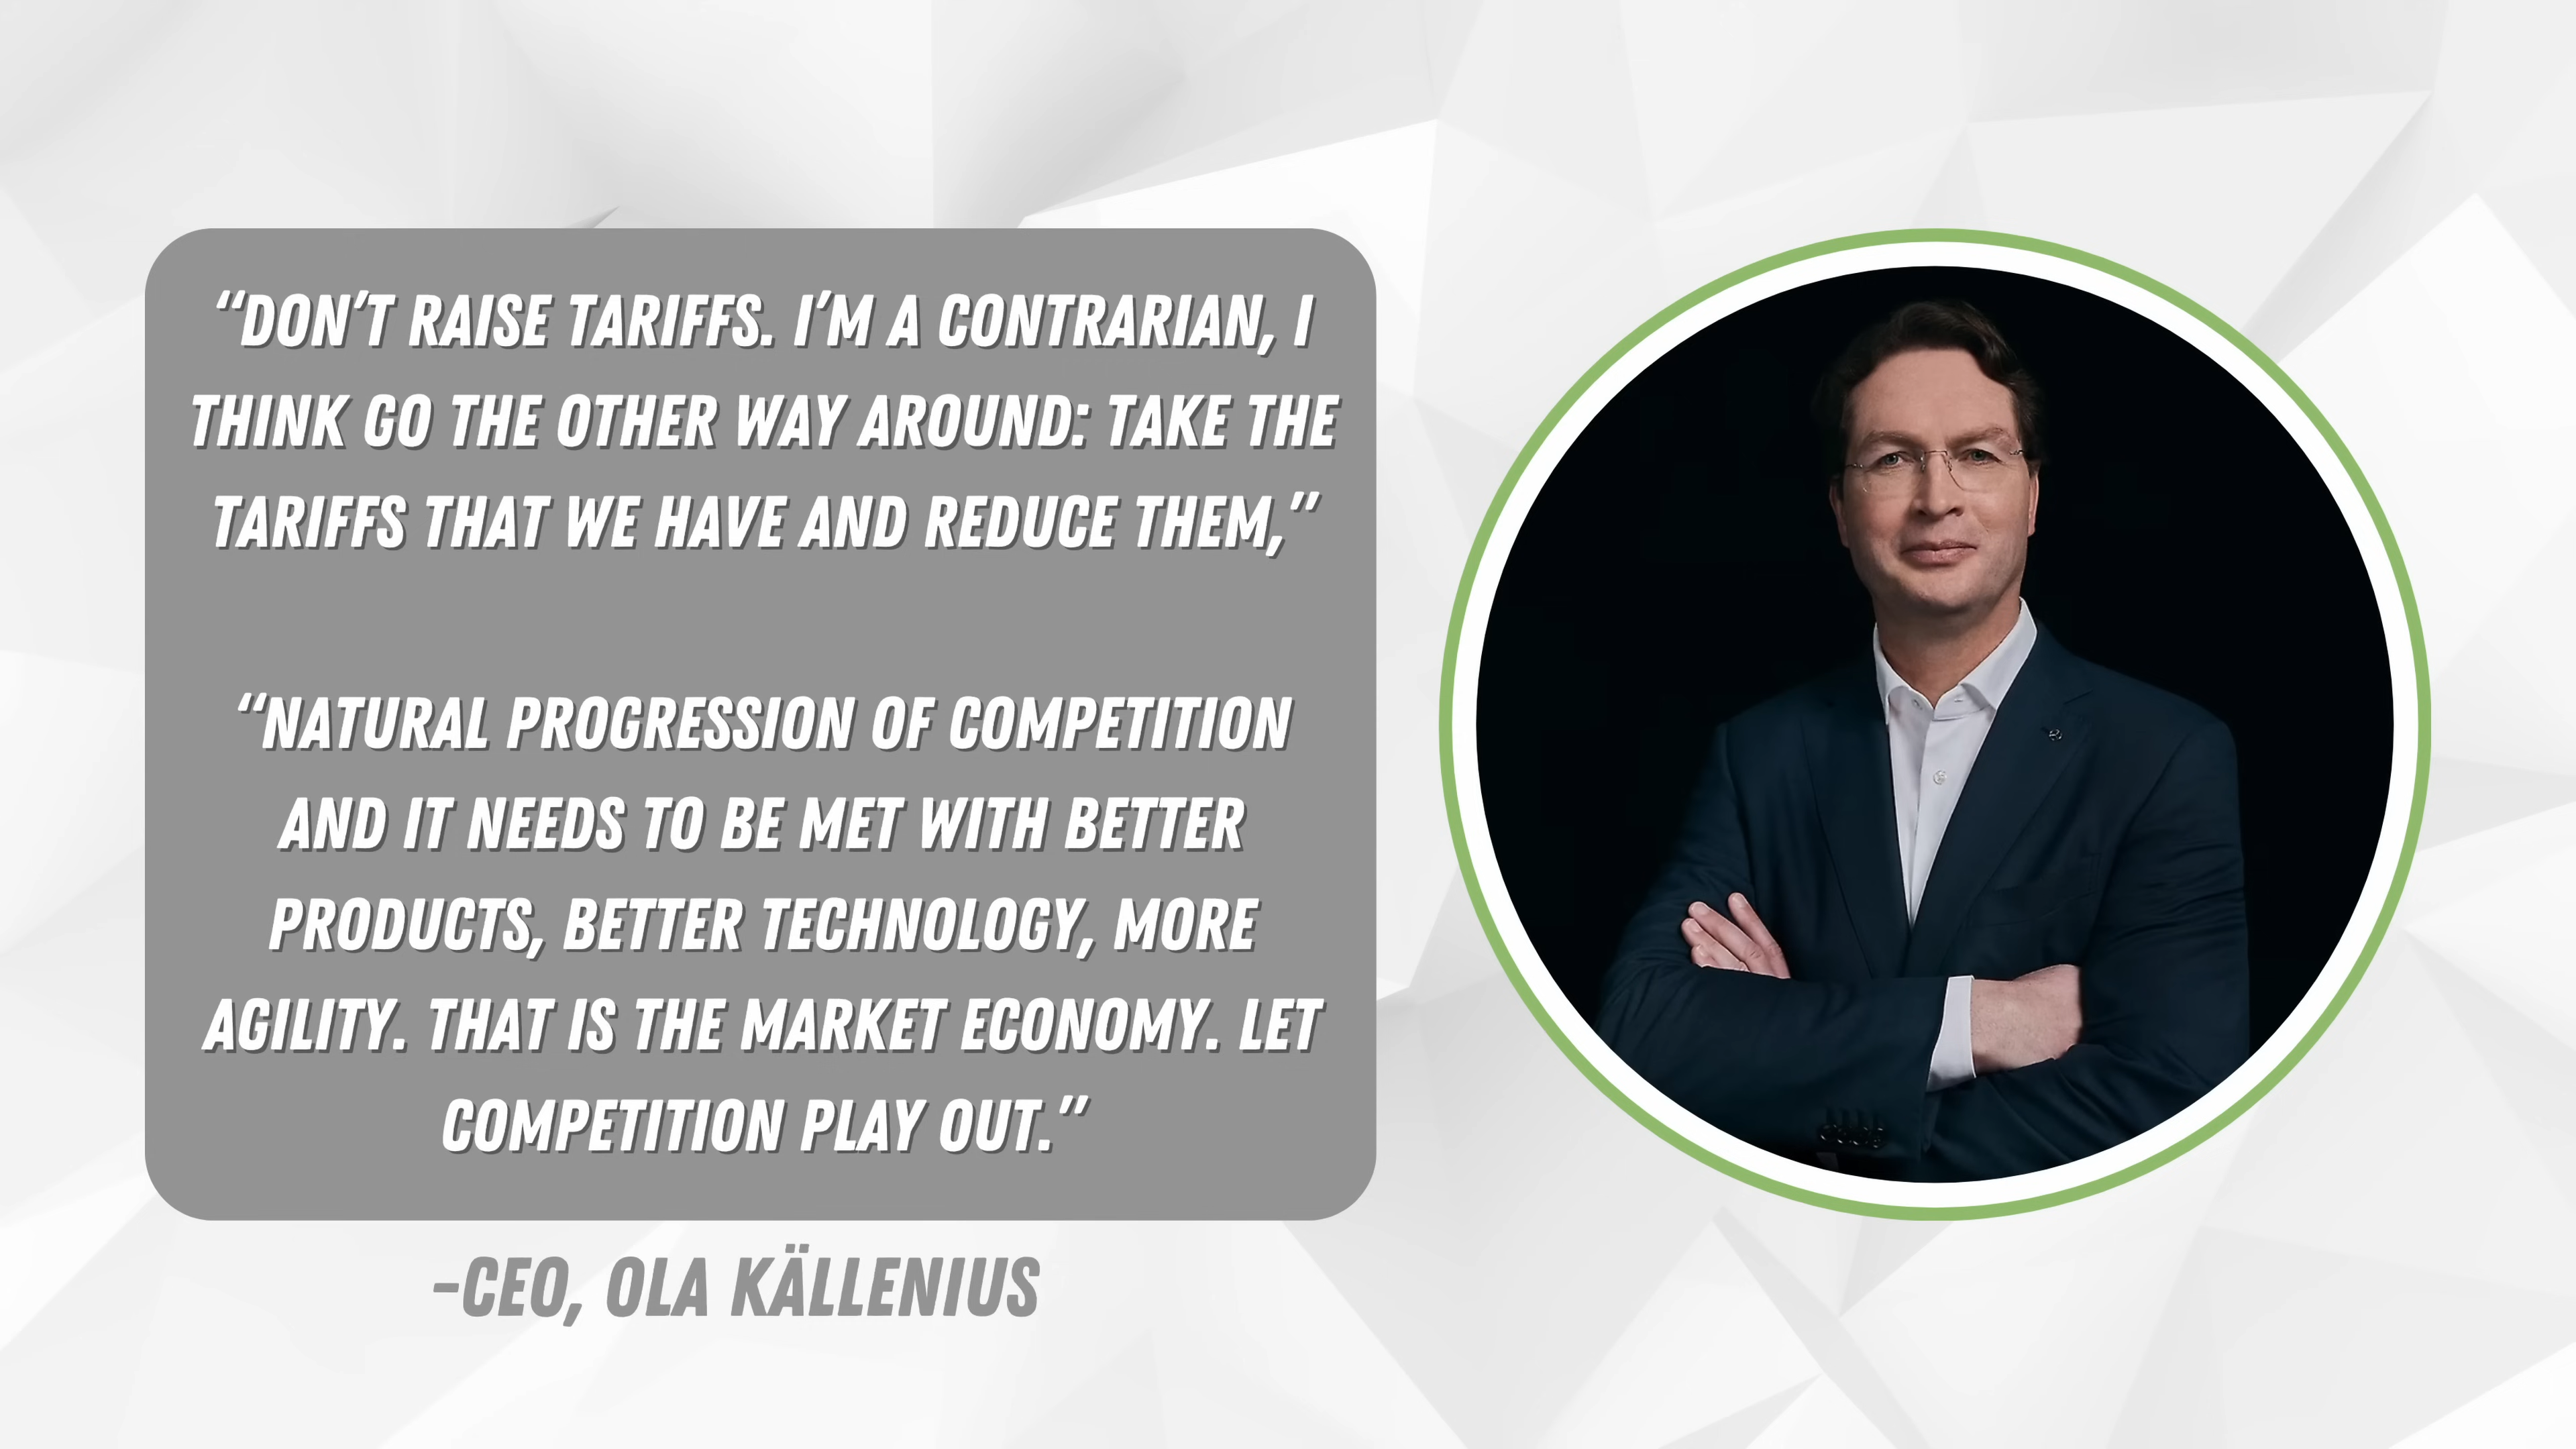 “DON’T RAISE TARIFFS. I’M A CONTRARIAN, I
THINK GO THE OTHER WAY AROUND: TAKE THE
TARIFFS THAT WE HAVE AND REDUCE THEM,”
“NATURAL PROGRESSION OF COMPETITION
AND IT NEEDS TO BE MET WITH BETTER
PRODUCTS, BETTER TECHNOLOGY, MORE
AGILITY. THAT IS THE MARKET ECONOMY. LET
COMPETITION PLAY OUT.”
-CEO, OLA KÄLLENIUS